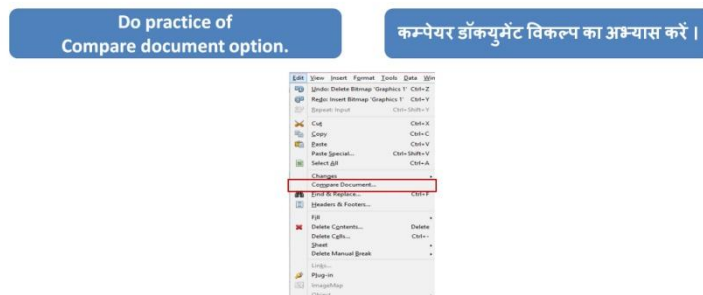 Do practice of
Compare document option.
कम्पेयर डॉकयुमेंट विकल्प का अभ्यास करें ।
Edit View Insert Format Tools Data Win
Undo: Delete Bitmap 'Graphics 1' Ctrl+Z
Redo: Insert Bitmap 'Graphics 1' Ctrl+Y
Repeat: Input Ctrl+Shift+Y
Cut Ctrl+X
Copy Ctrl+C
Paste Ctrl+V
Paste Special... Ctrl+Shift+V
Select All Ctrl+A
Changes
Compare Document...
Find & Replace... Ctrl+F
Headers & Footers...
Fill
Delete Contents... Delete
Delete Cells... Ctrl+-
Sheet
Delete Manual Break
Links...
Plug-in
ImageMap
Object